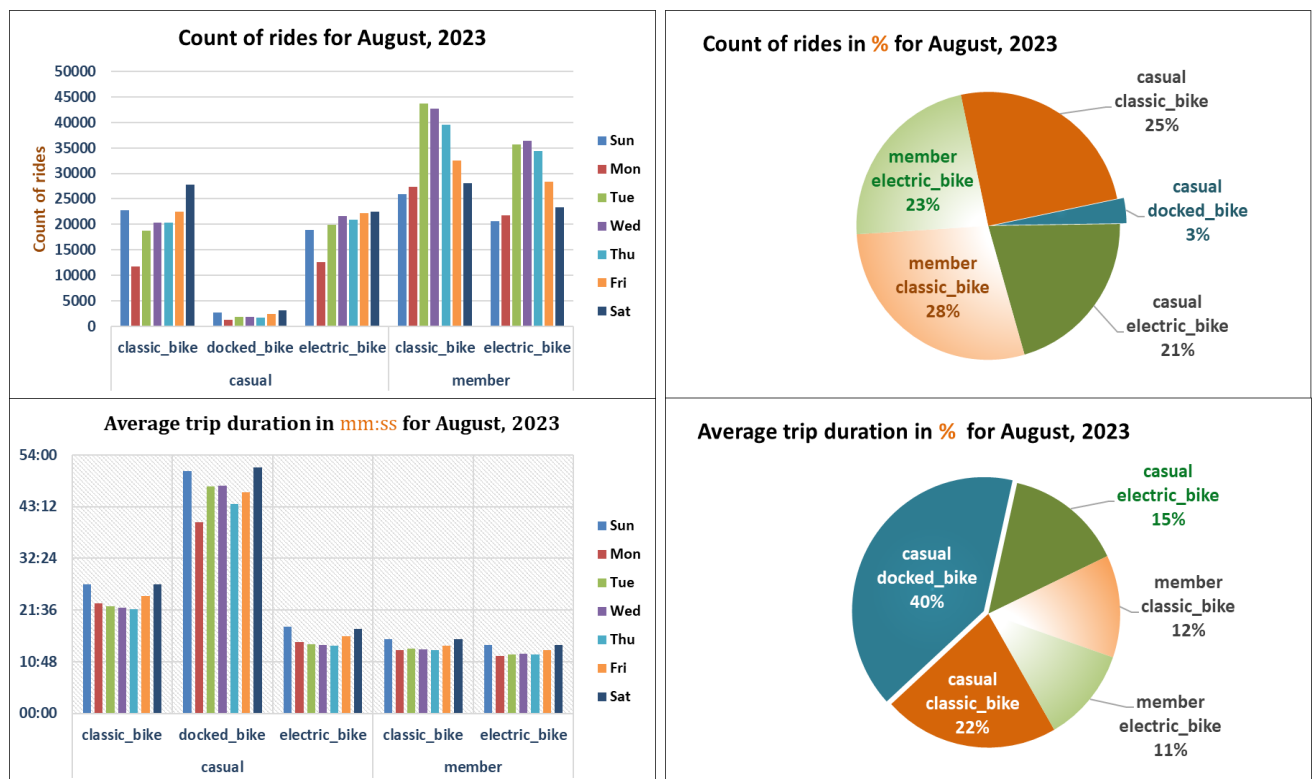 Count of rides for August, 2023
Count of rides
50000
45000
40000
35000
30000
25000
20000
15000
10000
5000
0
classic_bike docked_bike electric_bike classic_bike electric_bike
casual member
Sun
Mon
Tue
Wed
Thu
Fri
Sat
Count of rides in % for August, 2023
casual
classic_bike
25%
casual
docked_bike
3%
casual
electric_bike
21%
member
classic_bike
28%
member
electric_bike
23%
Average trip duration in mm:ss for August, 2023
54:00
43:12
32:24
21:36
10:48
00:00
classic_bike docked_bike electric_bike classic_bike electric_bike
casual member
Sun
Mon
Tue
Wed
Thu
Fri
Sat
Average trip duration in % for August, 2023
casual
electric_bike
15%
member
classic_bike
12%
member
electric_bike
11%
casual
classic_bike
22%
casual
docked_bike
40%